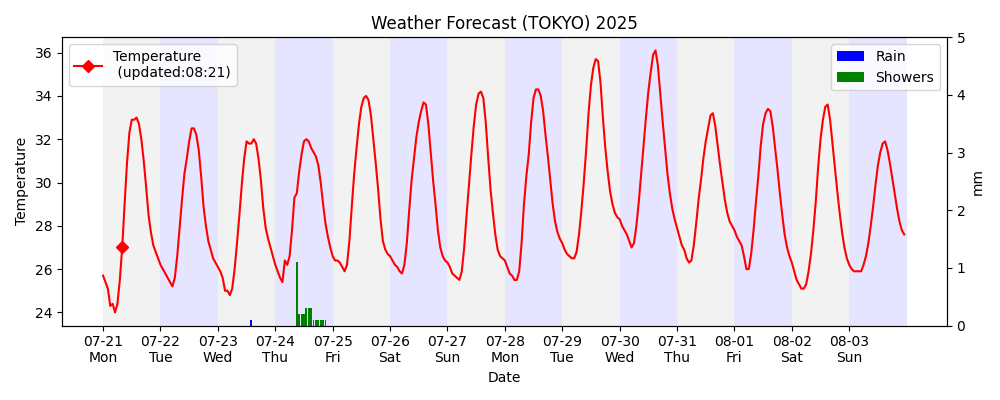 Weather Forecast (TOKYO) 2025
Temperature
(updated:08:21)
Rain
Showers
Temperature
36
34
32
30
28
26
24
5
4
3
2
1
0
mm
07-21 07-22 07-23 07-24 07-25 07-26 07-27 07-28 07-29 07-30 07-31 08-01 08-02 08-03
Mon Tue Wed Thu Fri Sat Sun Mon Tue Wed Thu Fri Sat Sun
Date